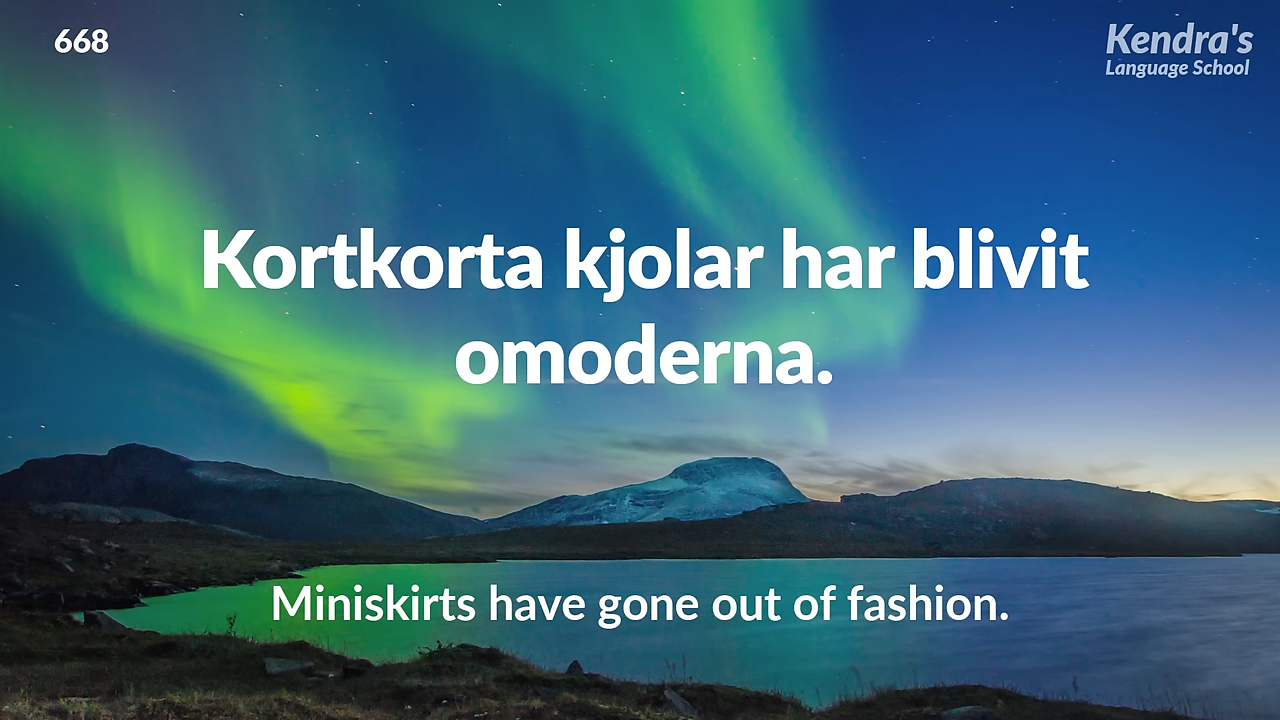 668
Kendra's
Language School
Kortkorta kjolar har blivit
omoderna.
Miniskirts have gone out of fashion.